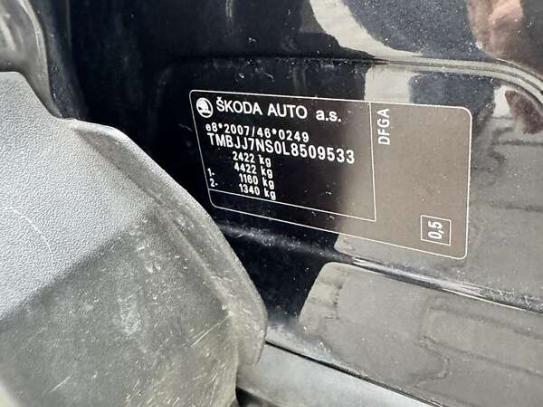 ŠKODA AUTO a.s.
e8*2007/46*0249
TMBJJ7NS0L8509533
2422 kg
4422 kg
1- 1160 kg
2- 1340 kg
DFGA
0,5